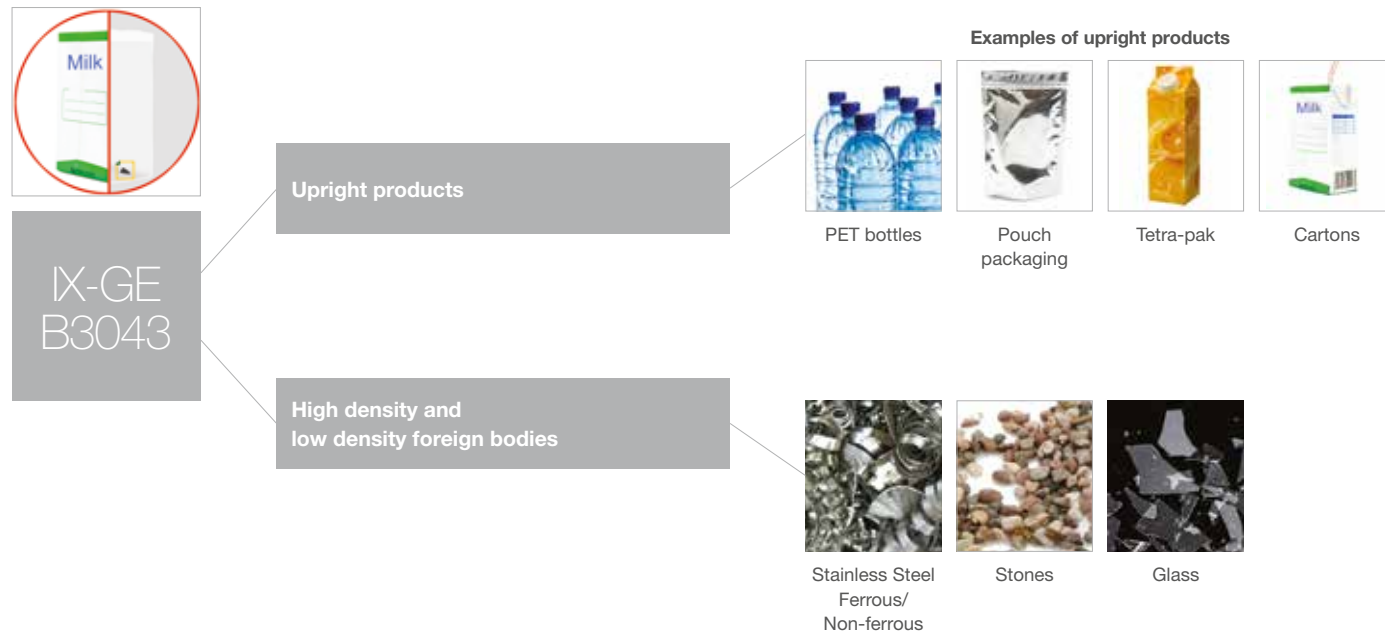 Milk
IX-GE
B3043
Upright products
High density and
low density foreign bodies
Examples of upright products
Milk
PET bottles
Pouch
packaging
Tetra-pak
Cartons
Stainless Steel
Ferrous/
Non-ferrous
Stones
Glass